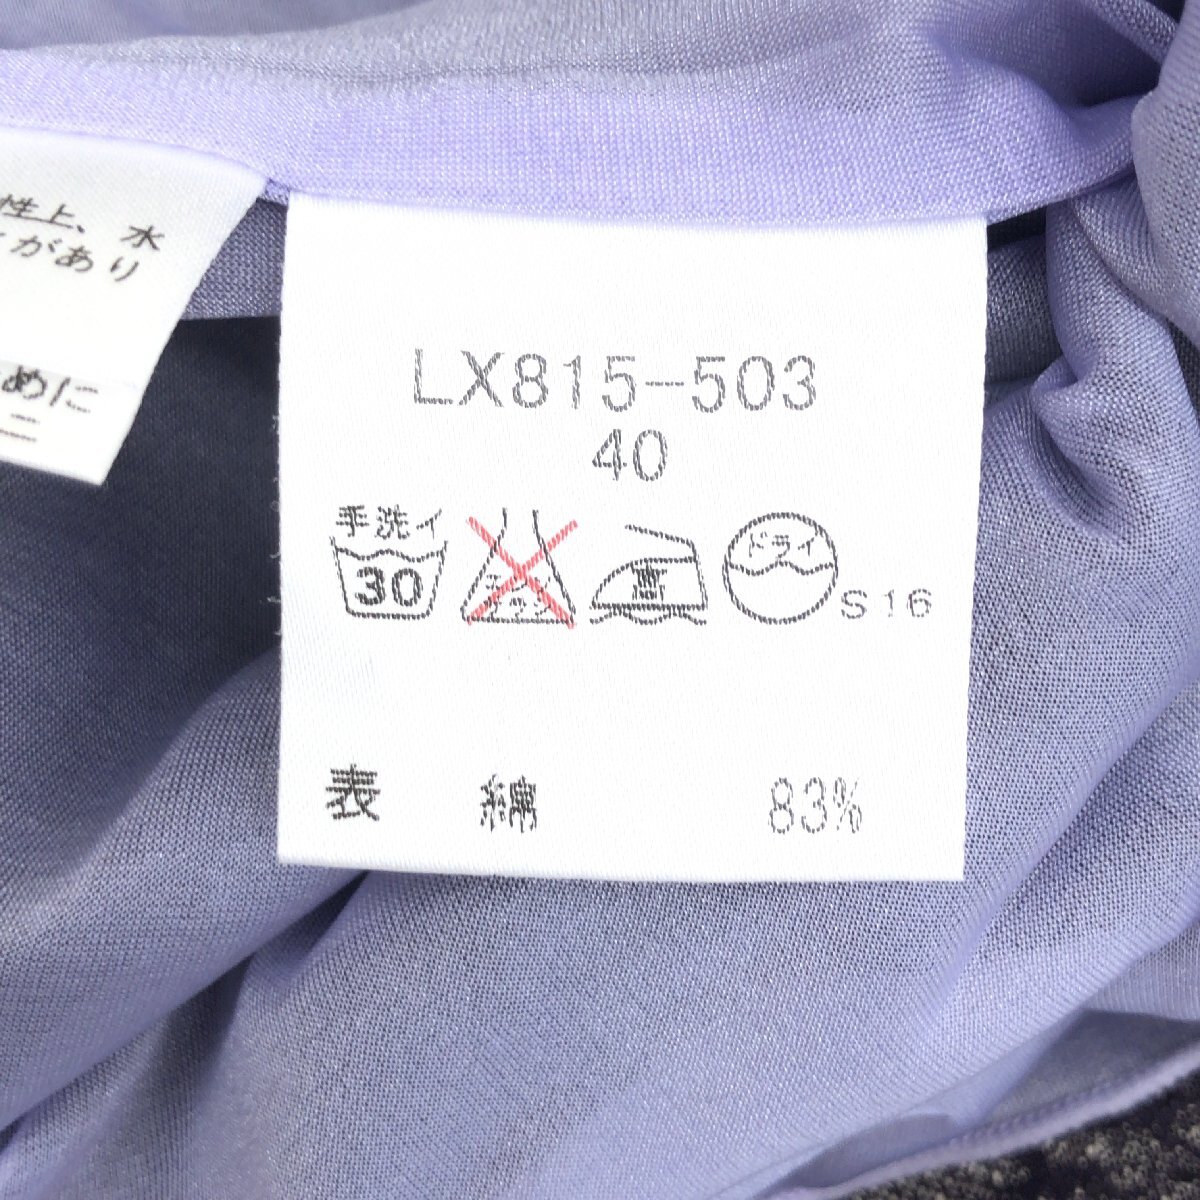 性上、水
があり
めに
LX815-503
40
手洗イ
30
高
ドライ
S16
表 綿 83%